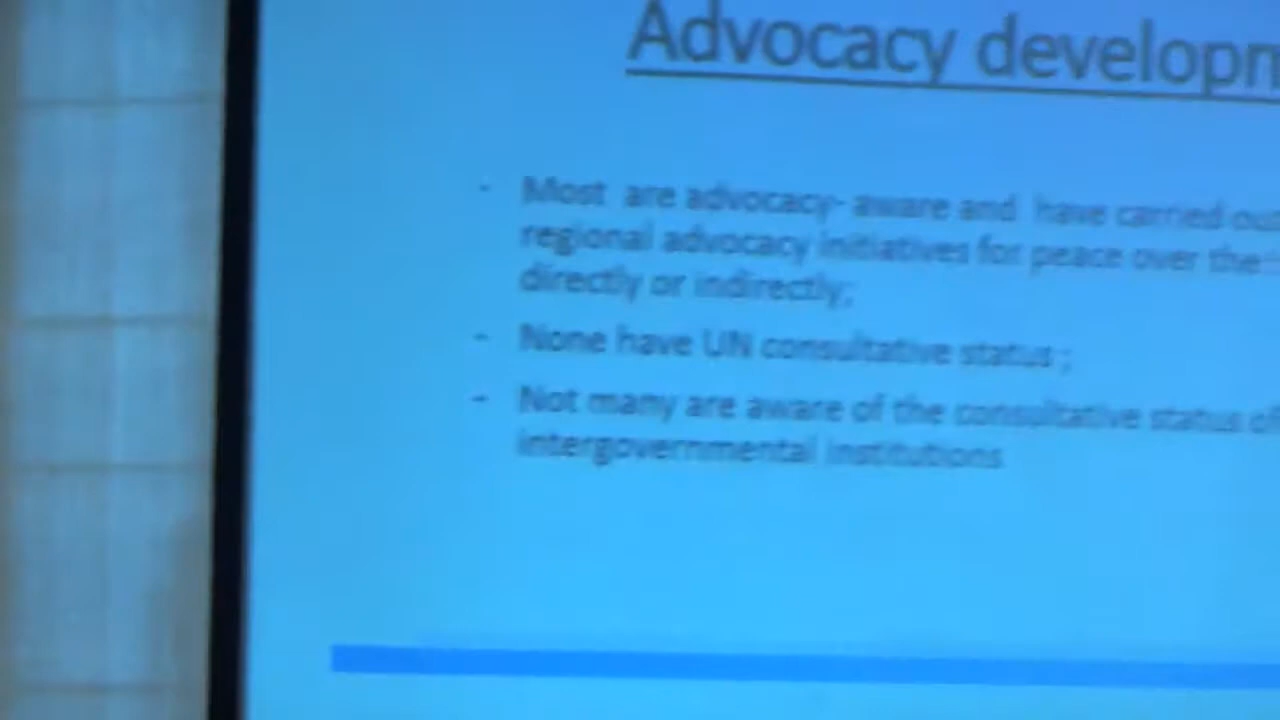 Advocacy developm
- Most are advocacy- aware and have carried out
regional advocacy initiatives for peace over the
directly or indirectly;
- None have UN consultative status ;
- Not many are aware of the consultative status of
intergovernmental institutions